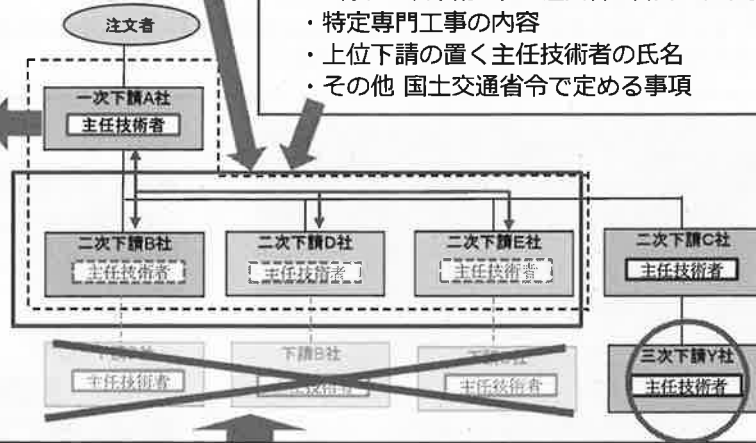 ・特定専門工事の内容
・上位下請の置く主任技術者の氏名
・その他 国土交通省令で定める事項
注文者
一次下請A社
主任技術者
二次下請B社
主任技術者
二次下請D社
主任技術者
二次下請E社
主任技術者
二次下請C社
主任技術者
主任技術者
下請B社
主任技術者
三次下請Y社
主任技術者